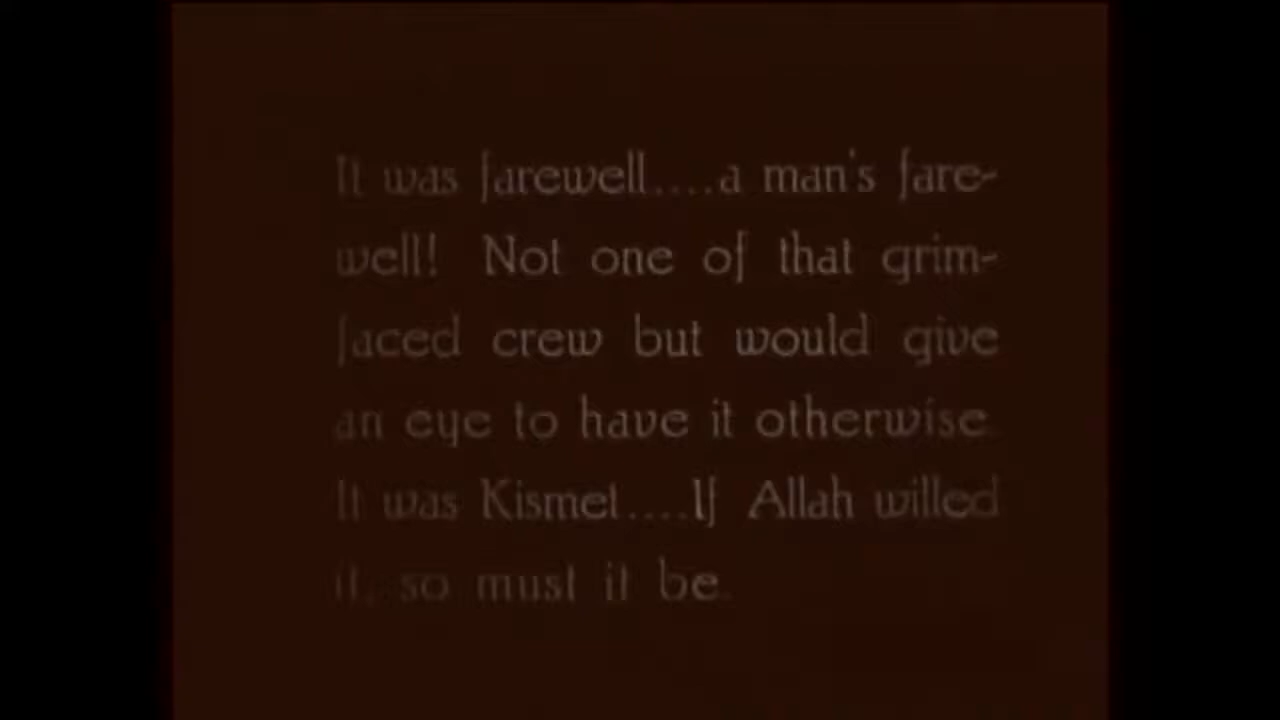 It was farewell....a man's fare-
well! Not one of that grim-
faced crew but would give
an eye to have it otherwise.
It was Kismet....If Allah willed
it, so must it be.